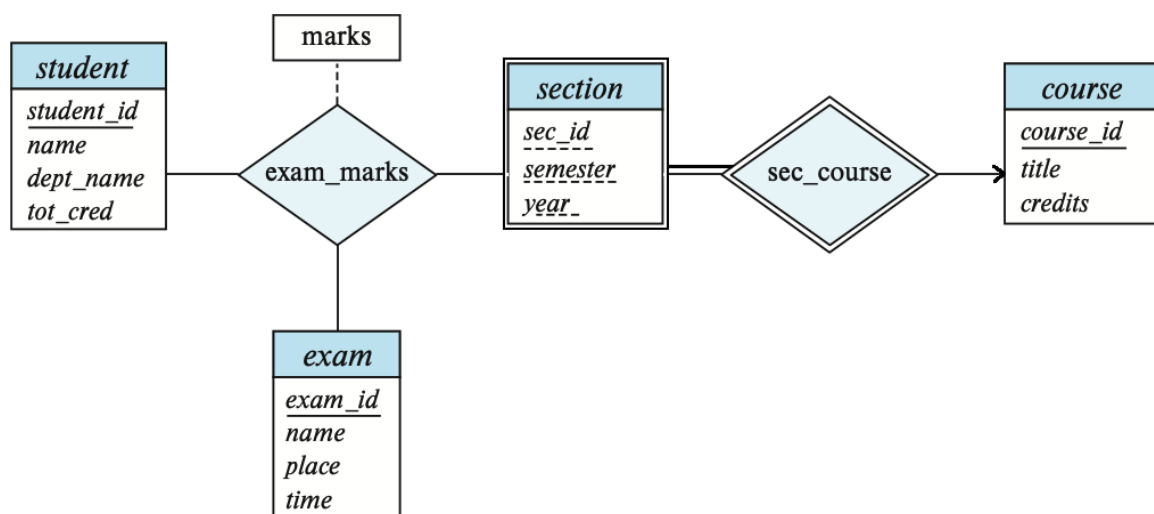 marks
student
student_id
name
dept_name
tot_cred
exam_marks
section
sec_id
semester
year
sec_course
course
course_id
title
credits
exam
exam_id
name
place
time